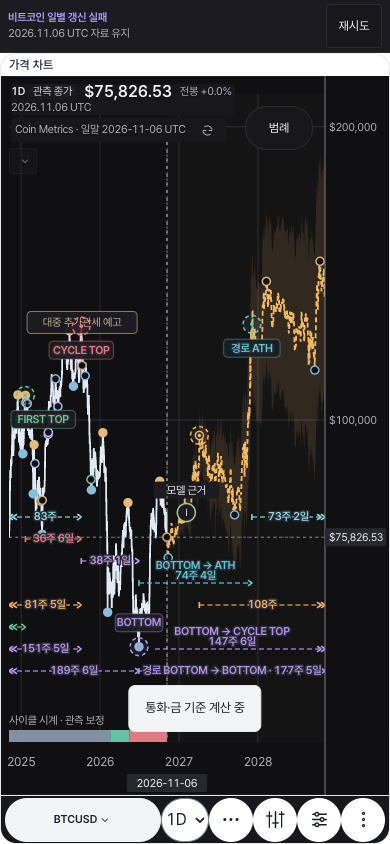 비트코인 일별 갱신 실패
2026.11.06 UTC 자료 유지
재시도
가격 차트
1D 관측 종가 $75,826.53 전봉 +0.0%
2026.11.06 UTC
Coin Metrics · 일말 2026-11-06 UTC
범례
$200,000
대중 추가관세 예고
CYCLE TOP
경로 ATH
FIRST TOP
$100,000
모델 근거
83주
73주 2일
36주 6일
$75,826.53
38주 1일
BOTTOM → ATH
74주 4일
81주 5일
108주
BOTTOM
BOTTOM → CYCLE TOP
147주 6일
151주 5일
189주 6일
경로 BOTTOM → BOTTOM · 177주 5일
통화·금 기준 계산 중
사이클 시계 · 관측 보정
2025 2026 2027 2028
2026-11-06
BTCUSD
1D